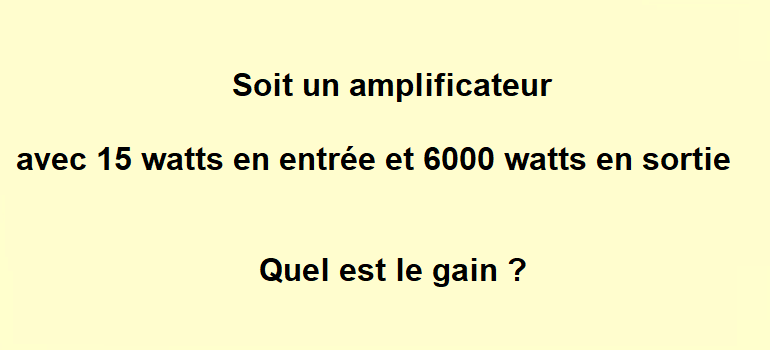 Soit un amplificateur
avec 15 watts en entrée et 6000 watts en sortie
Quel est le gain ?